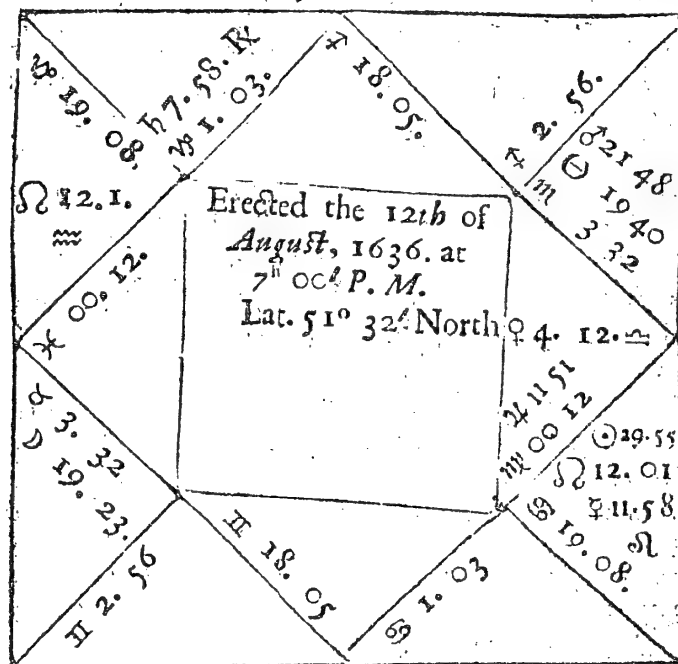 ♐ 18. 05.
♄ 7. 58. ℞
♑ 1. 03.
♑ 19. 08.
☊ 12. 1.
♒
♓ 00. 12.
♉ 3. 32
☽ 19. 23.
♊ 2. 56
♊ 18. 05
♋ 1. 03
♋ 19. 08.
☉ 29. 55
☊ 12. 01
☿ 11. 58
♌
♃ 11 51
♍ 00 12
♀ 4. 12. ♎
♐ 2. 56.
♂ 21 48
19 40
♏ 3 32
Erected the 12th of
August, 1636. at
7ʰ 00ᵈ P. M.
Lat. 51° 32ᵈ North